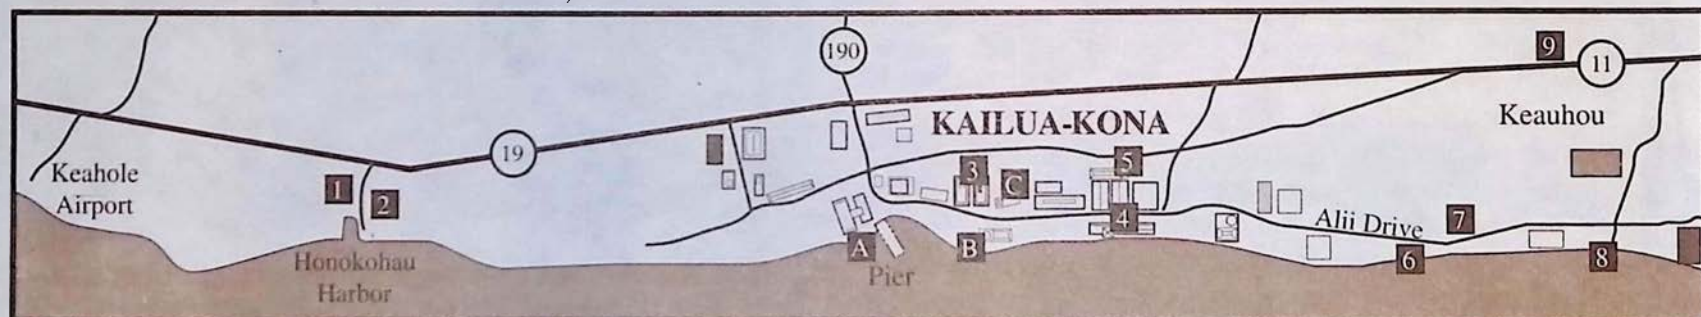 190
9
11
KAILUA-KONA
Keauhou
19
Keahole
Airport
1
2
3
C
5
4
Alii Drive
7
A
B
6
8
Honokohau
Harbor
Pier